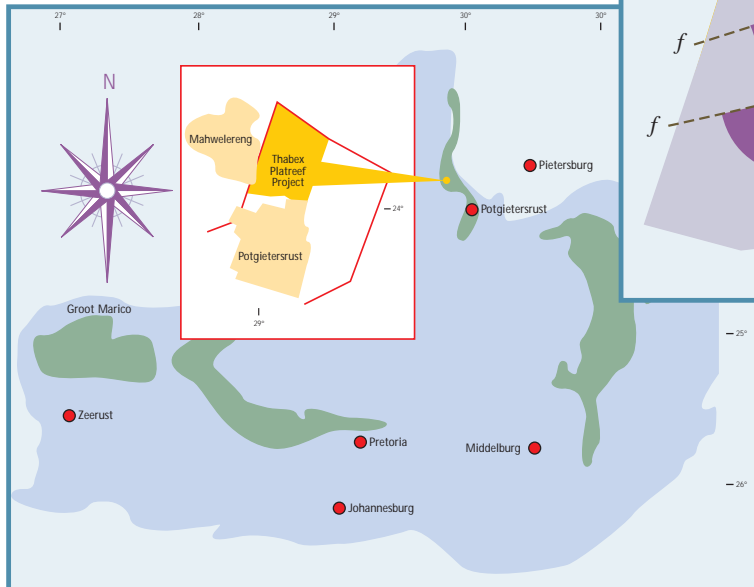 27°
28°
29°
30°
30°
N
f
f
Mahwelereng
Thabex
Platreef
Project
Pietersburg
Potgietersrust
24°
Potgietersrust
Groot Marico
29°
25°
Zeerust
Pretoria
Middelburg
26°
Johannesburg